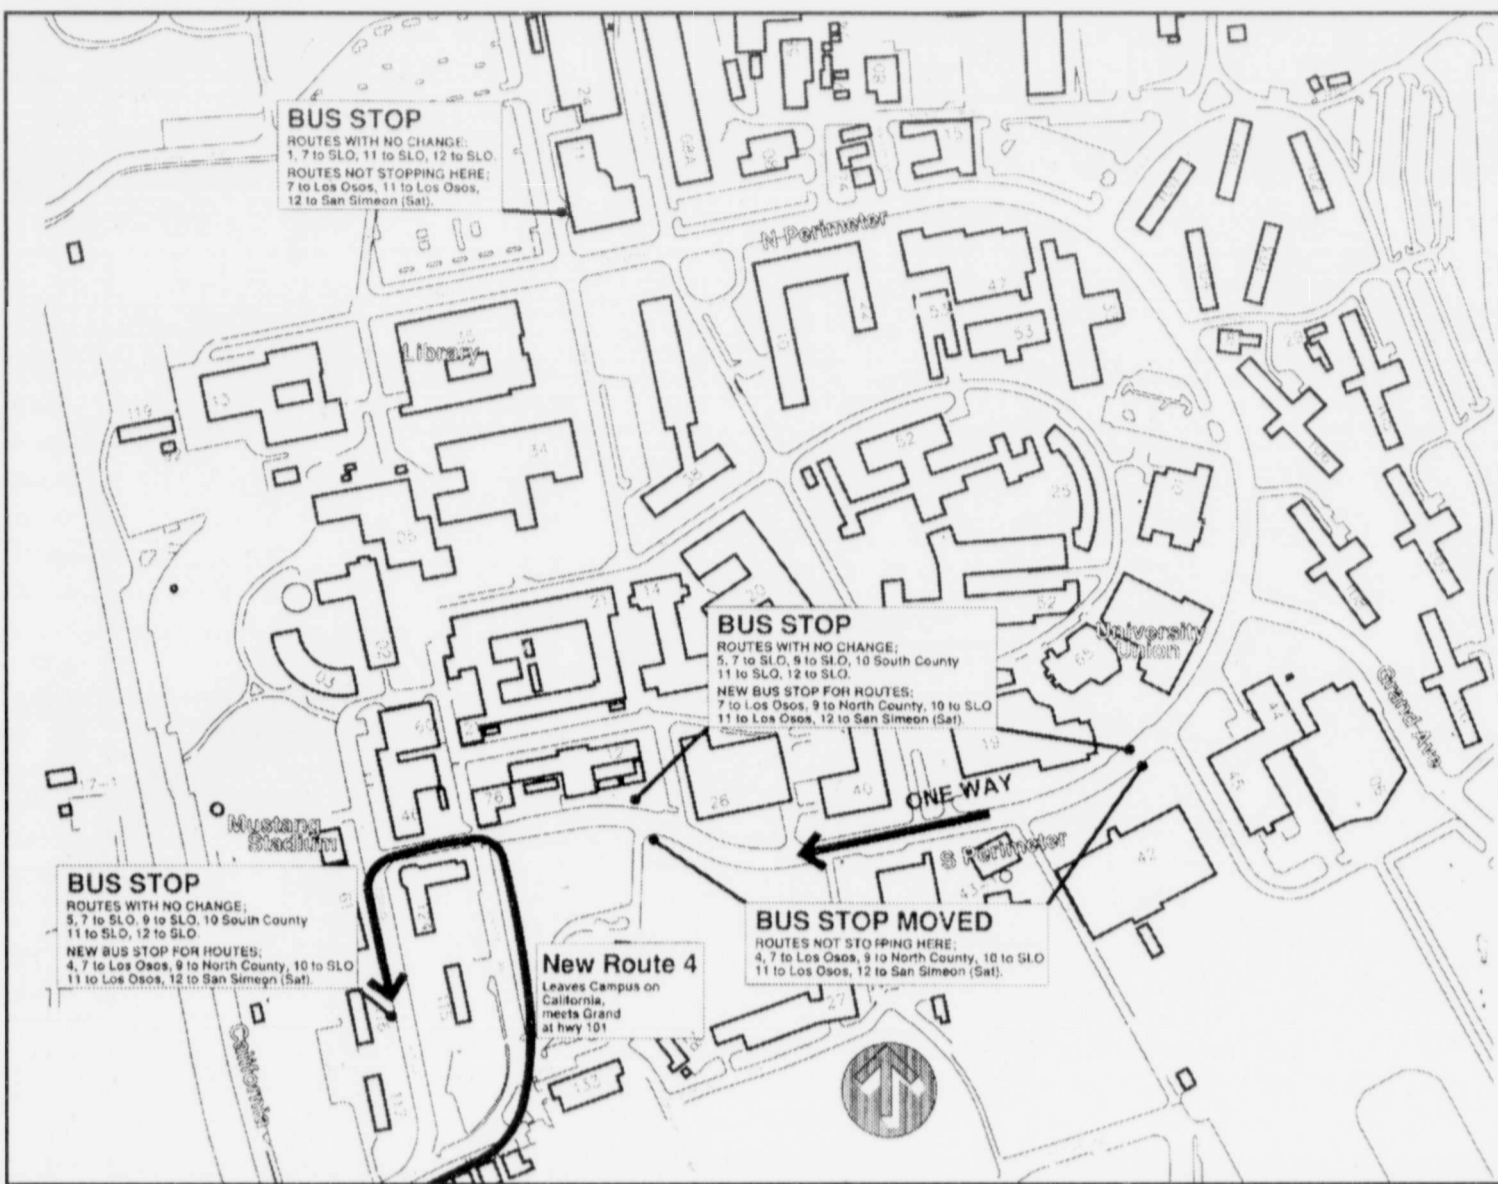 BUS STOP
ROUTES WITH NO CHANGE;
1, 7 to SLO, 11 to SLO, 12 to SLO.
ROUTES NOT STOPPING HERE;
7 to Los Osos, 11 to Los Osos,
12 to San Simeon (Sat).
N Perimeter
Library
BUS STOP
ROUTES WITH NO CHANGE;
5, 7 to SLO, 9 to SLO, 10 South County
11 to SLO, 12 to SLO.
NEW BUS STOP FOR ROUTES;
7 to Los Osos, 9 to North County, 10 to SLO
11 to Los Osos, 12 to San Simeon (Sat).
University
Union
Grand Ave
ONE WAY
S Perimeter
Mustang
Stadium
BUS STOP
ROUTES WITH NO CHANGE;
5, 7 to SLO, 9 to SLO, 10 South County
11 to SLO, 12 to SLO.
NEW BUS STOP FOR ROUTES;
4, 7 to Los Osos, 9 to North County, 10 to SLO
11 to Los Osos, 12 to San Simeon (Sat).
BUS STOP MOVED
ROUTES NOT STOPPING HERE;
4, 7 to Los Osos, 9 to North County, 10 to SLO
11 to Los Osos, 12 to San Simeon (Sat).
New Route 4
Leaves Campus on
California,
meets Grand
at hwy 101
California